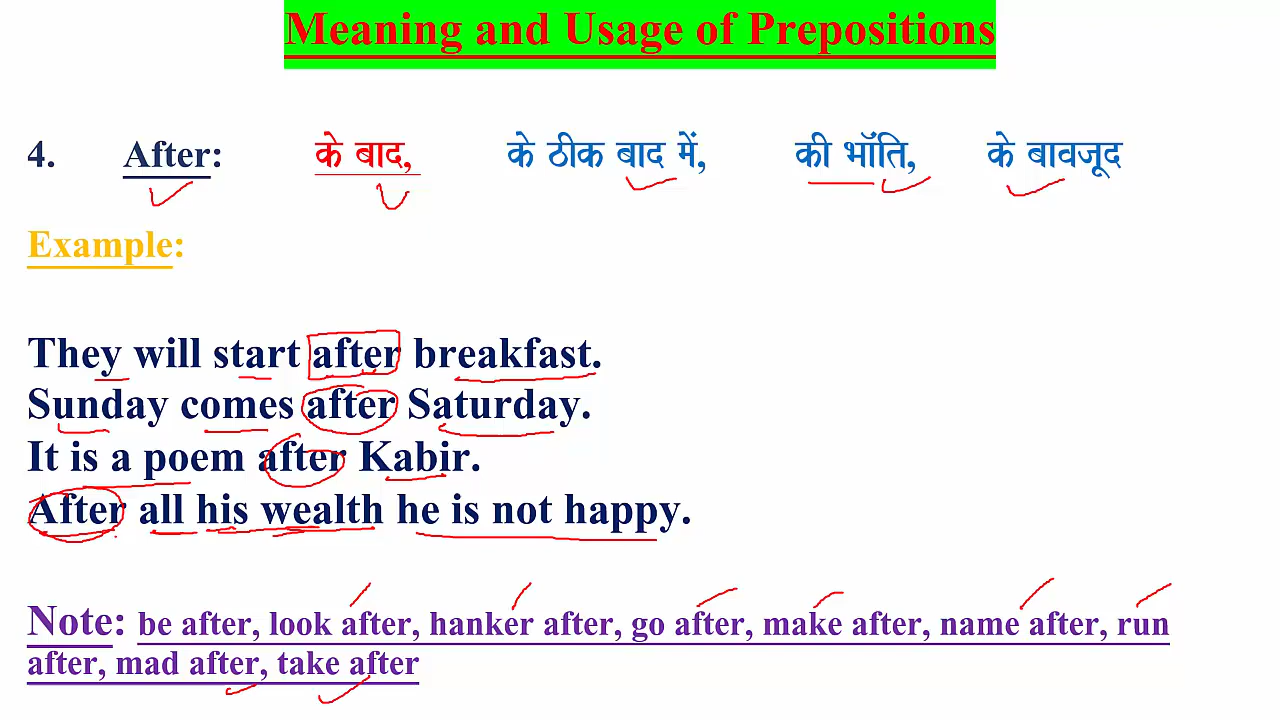 Meaning and Usage of Prepositions
4. After: के बाद, के ठीक बाद में, की भाँति, के बावजूद
Example:
They will start after breakfast.
Sunday comes after Saturday.
It is a poem after Kabir.
After all his wealth he is not happy.
Note: be after, look after, hanker after, go after, make after, name after, run
after, mad after, take after